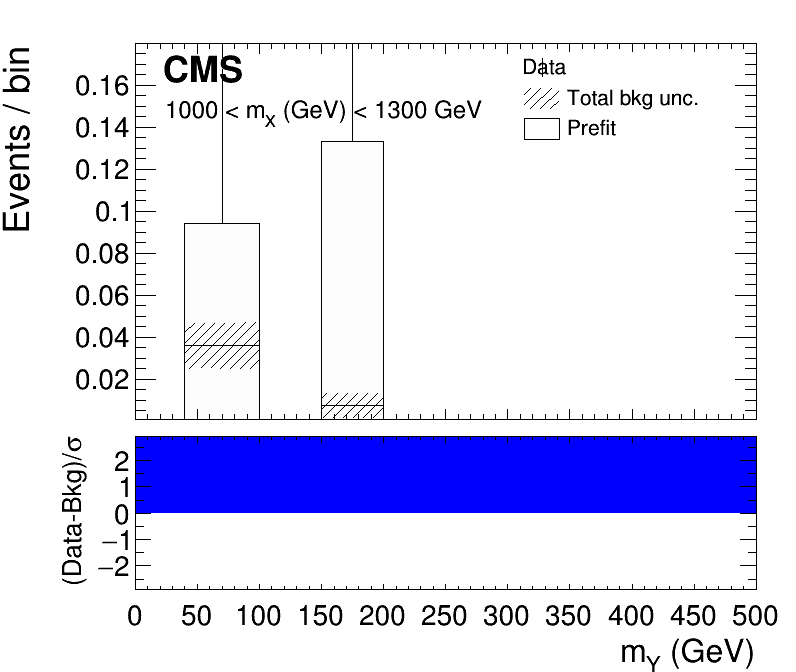 CMS
1000 < mX (GeV) < 1300 GeV
Data
Total bkg unc.
Prefit
Events / bin
0.16
0.14
0.12
0.1
0.08
0.06
0.04
0.02
(Data-Bkg)/σ
2
1
0
−1
−2
0 50 100 150 200 250 300 350 400 450 500
mY (GeV)